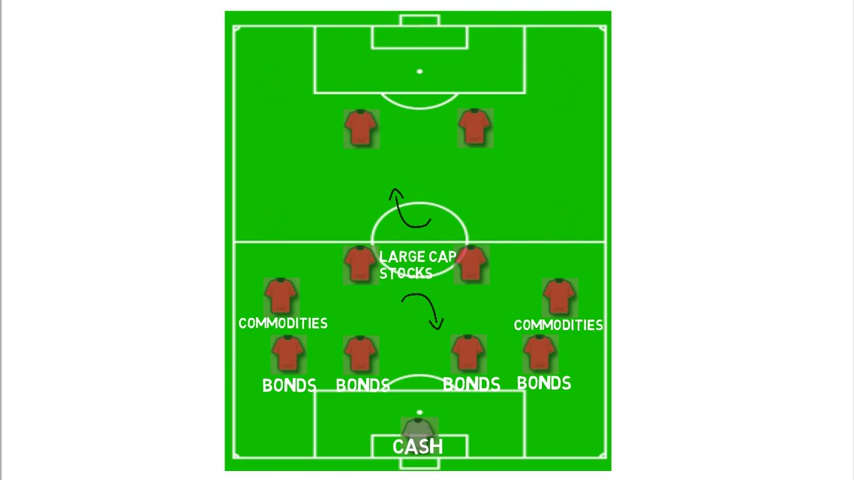 LARGE CAP
STOCKS
COMMODITIES
COMMODITIES
BONDS
BONDS
BONDS
BONDS
CASH